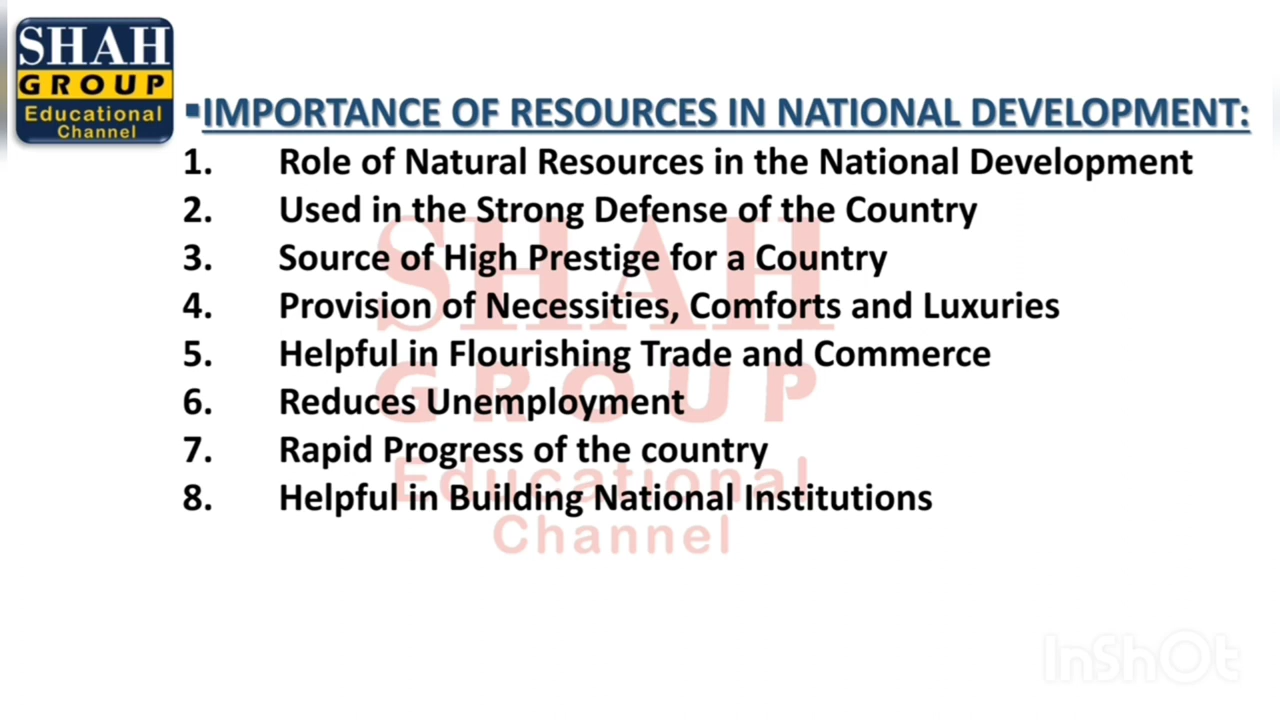 SHAH
GROUP
Educational
Channel
▪IMPORTANCE OF RESOURCES IN NATIONAL DEVELOPMENT:
1. Role of Natural Resources in the National Development
2. Used in the Strong Defense of the Country
3. Source of High Prestige for a Country
4. Provision of Necessities, Comforts and Luxuries
5. Helpful in Flourishing Trade and Commerce
6. Reduces Unemployment
7. Rapid Progress of the country
8. Helpful in Building National Institutions
SHAH
GROUP
Educational
Channel
InShOt